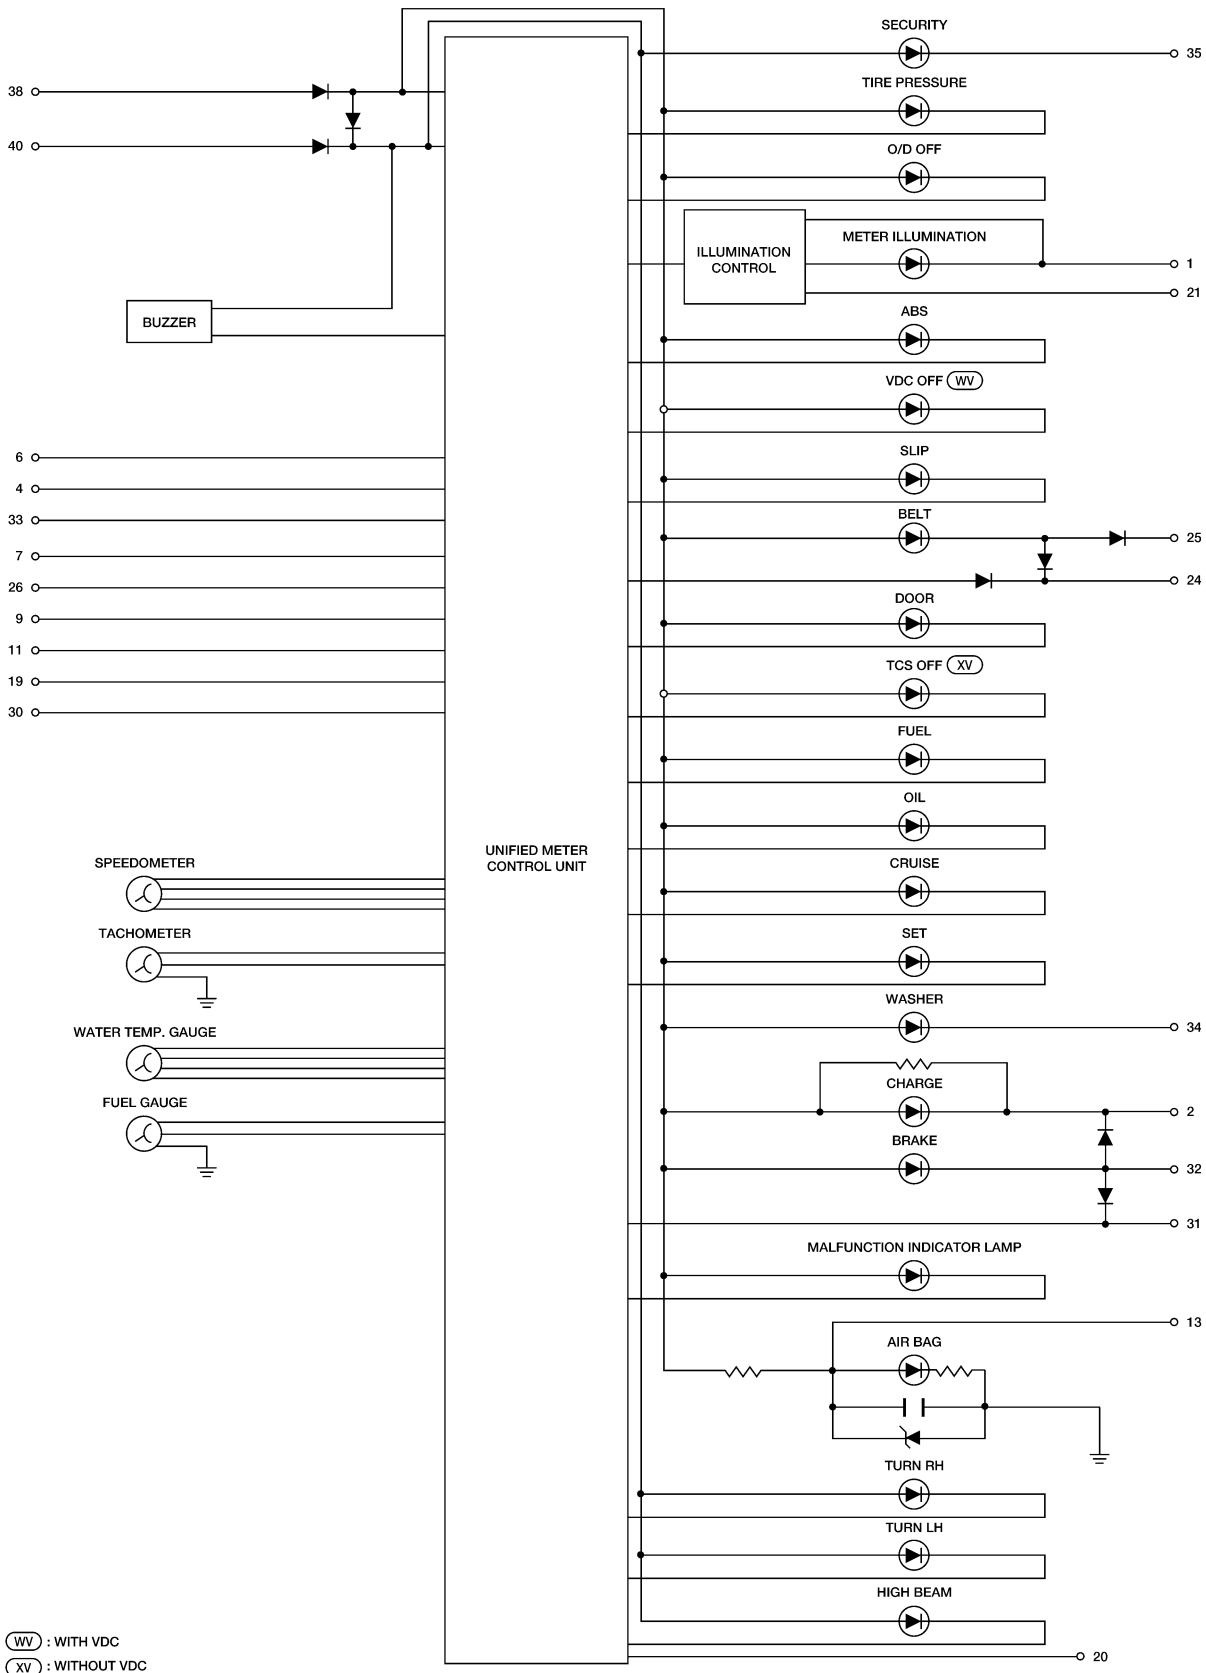 SECURITY
35
TIRE PRESSURE
38
40
O/D OFF
METER ILLUMINATION
ILLUMINATION
CONTROL
1
21
ABS
BUZZER
VDC OFF WV
SLIP
6
4
BELT
33
25
7
24
26
DOOR
9
11
TCS OFF XV
19
30
FUEL
OIL
UNIFIED METER
CONTROL UNIT
SPEEDOMETER
CRUISE
TACHOMETER
SET
WASHER
34
WATER TEMP. GAUGE
CHARGE
2
FUEL GAUGE
BRAKE
32
31
MALFUNCTION INDICATOR LAMP
13
AIR BAG
TURN RH
TURN LH
HIGH BEAM
20
WV : WITH VDC
XV : WITHOUT VDC